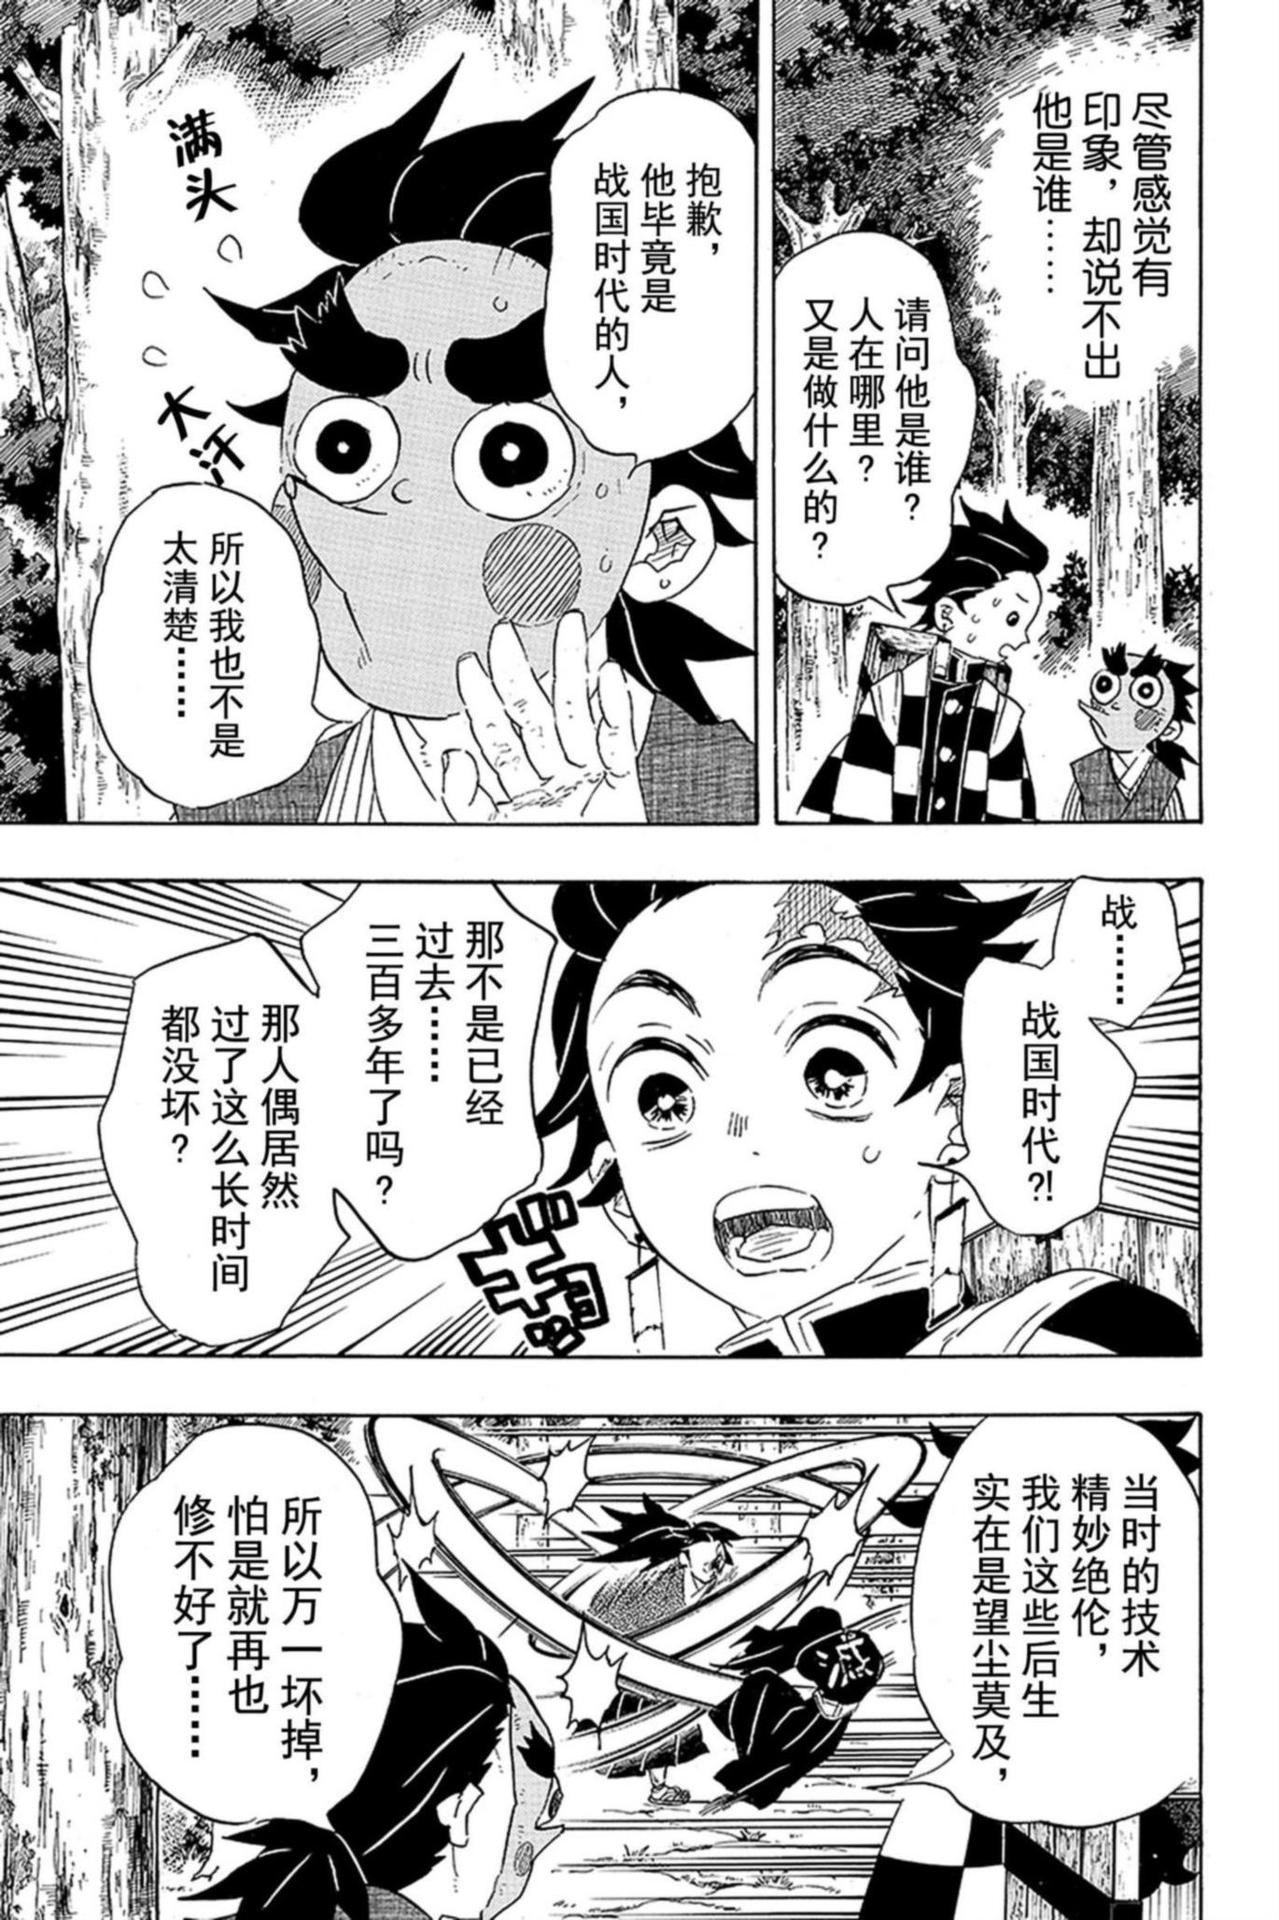 尽管感觉有
印象，却说不出
他是谁……
请问他是谁？
人在哪里？
又是做什么的？
抱歉，
他毕竟是
战国时代的人，
满头
大汗
所以我也不是
太清楚……
战……
战国时代?!
那不是已经
过去……
三百多年了吗？
那人偶居然
过了这么长时间
都没坏？
当时的技术
精妙绝伦，
我们这些后生
实在是望尘莫及，
所以万一坏掉，
怕是就再也
修不好了……